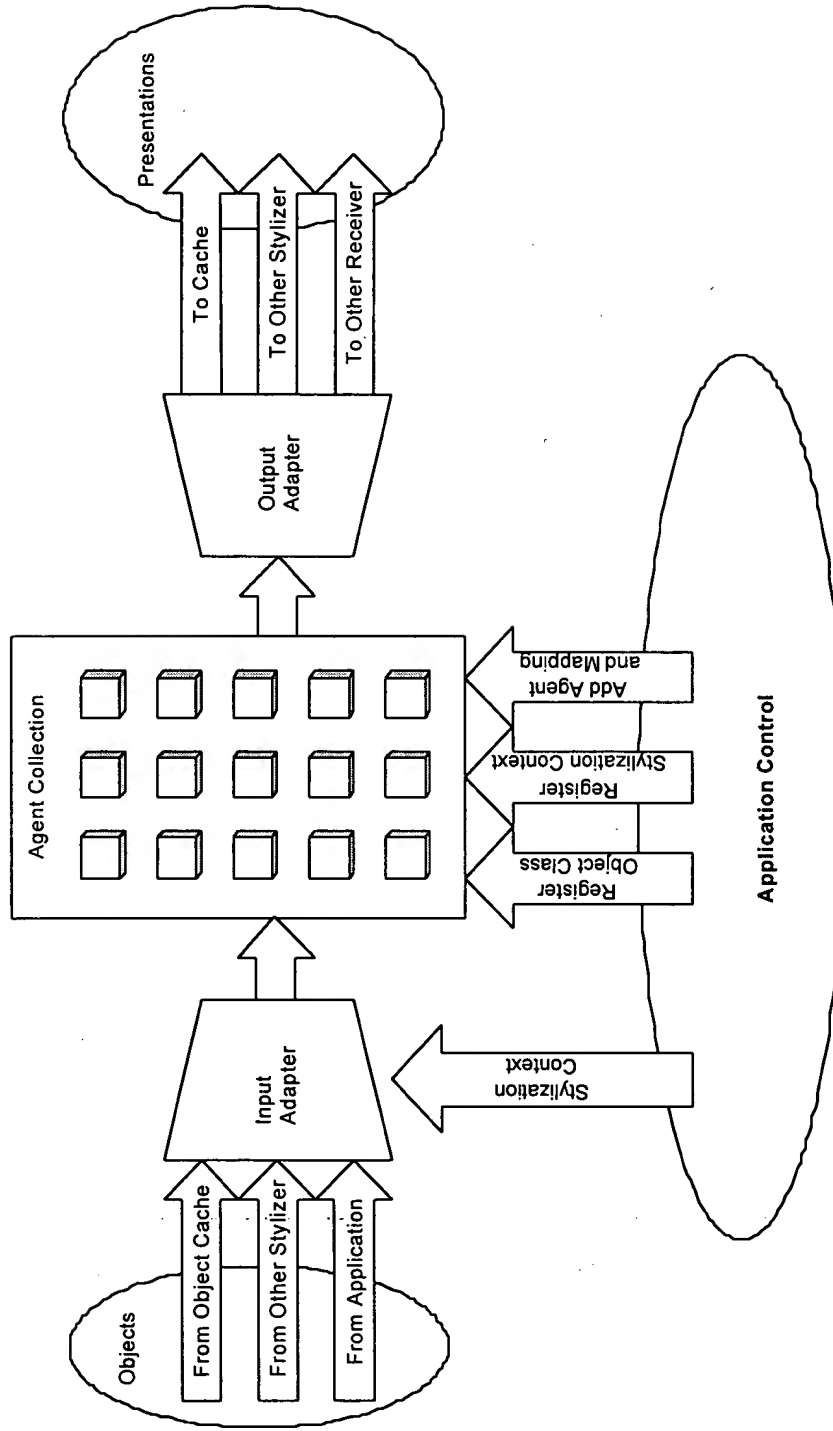 Objects
From Object Cache
From Other Stylizer
From Application
Input
Adapter
Stylization
Context
Agent Collection
Register
Object Class
Register
Stylization Context
Add Agent
and Mapping
Output
Adapter
To Cache
To Other Stylizer
To Other Receiver
Presentations
Application Control